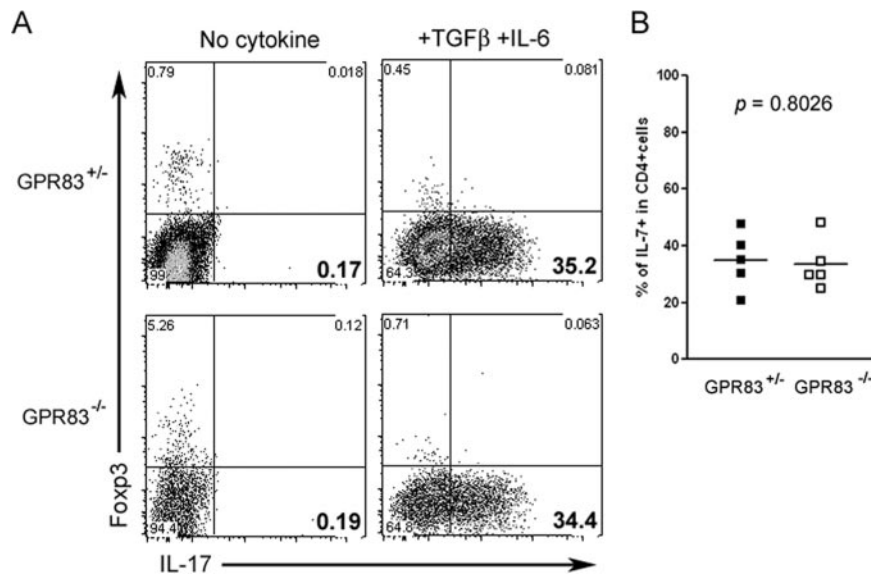 A
B
No cytokine
+TGFβ +IL-6
GPR83+/-
0.79
0.018
99
0.17
0.45
0.081
64.3
35.2
GPR83-/-
5.26
0.12
94.4
0.19
0.71
0.063
64.8
34.4
Foxp3
IL-17
% of IL-7+ in CD4+cells
100
80
60
40
20
0
p = 0.8026
GPR83+/-
GPR83-/-